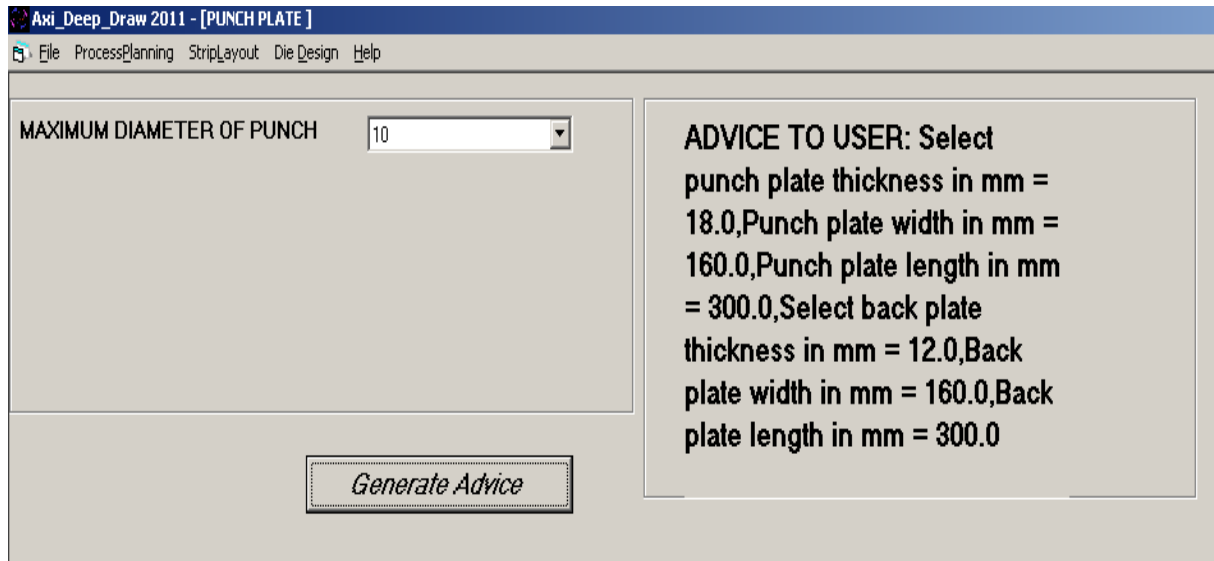 Axi_Deep_Draw 2011 - [PUNCH PLATE ]
File ProcessPlanning StripLayout Die Design Help
MAXIMUM DIAMETER OF PUNCH
10
Generate Advice
ADVICE TO USER: Select
punch plate thickness in mm =
18.0,Punch plate width in mm =
160.0,Punch plate length in mm
= 300.0,Select back plate
thickness in mm = 12.0,Back
plate width in mm = 160.0,Back
plate length in mm = 300.0